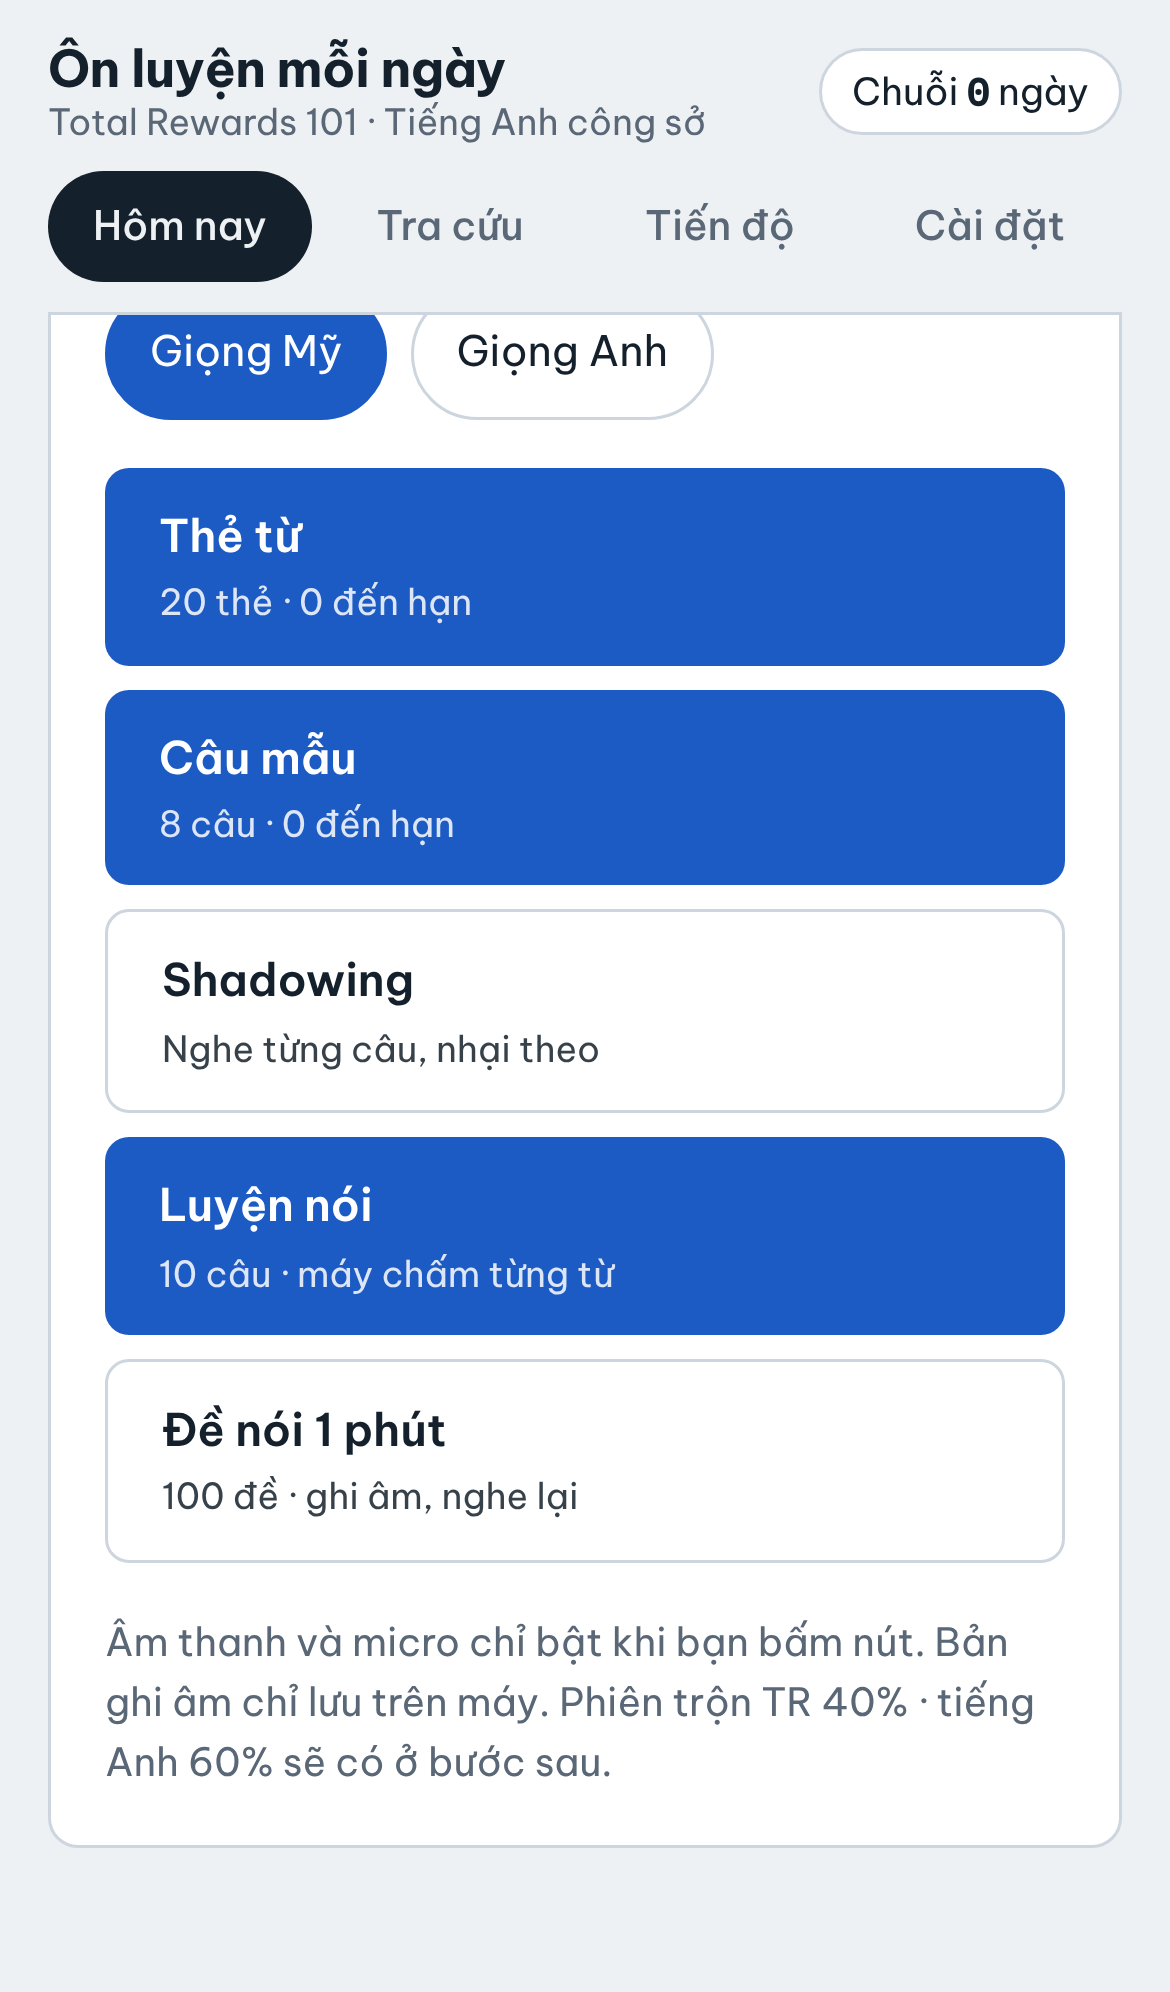 Ôn luyện mỗi ngày
Total Rewards 101 · Tiếng Anh công sở
Chuỗi 0 ngày
Hôm nay
Tra cứu
Tiến độ
Cài đặt
Giọng Mỹ
Giọng Anh
Thẻ từ
20 thẻ · 0 đến hạn
Câu mẫu
8 câu · 0 đến hạn
Shadowing
Nghe từng câu, nhại theo
Luyện nói
10 câu · máy chấm từng từ
Đề nói 1 phút
100 đề · ghi âm, nghe lại
Âm thanh và micro chỉ bật khi bạn bấm nút. Bản
ghi âm chỉ lưu trên máy. Phiên trộn TR 40% · tiếng
Anh 60% sẽ có ở bước sau.